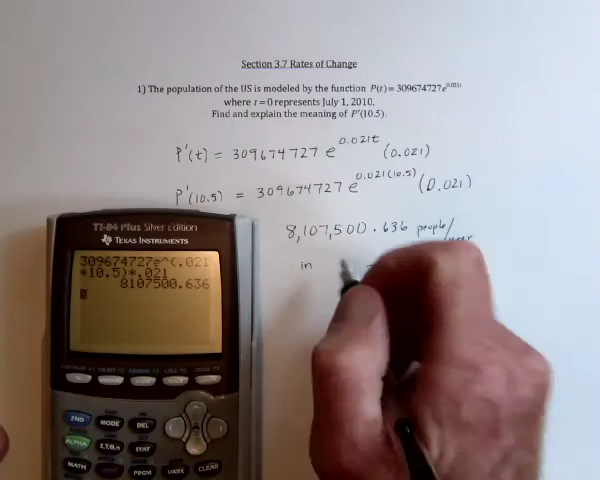 Section 3.7 Rates of Change
1) The population of the US is modeled by the function P(t) = 309674727e^0.021t
where t = 0 represents July 1, 2010.
Find and explain the meaning of P'(10.5).
P'(t) = 309674727 e^0.021t (0.021)
P'(10.5) = 309674727 e^0.021(10.5) (0.021)
8,107,500.636 people/
in
TI-84 Plus Silver Edition
TEXAS INSTRUMENTS
309674727e^(.021
*10.5)*.021
8107500.636
2ND MODE DEL
ALPHA X,T,θ,n STAT
MATH PRGM VARS CLEAR